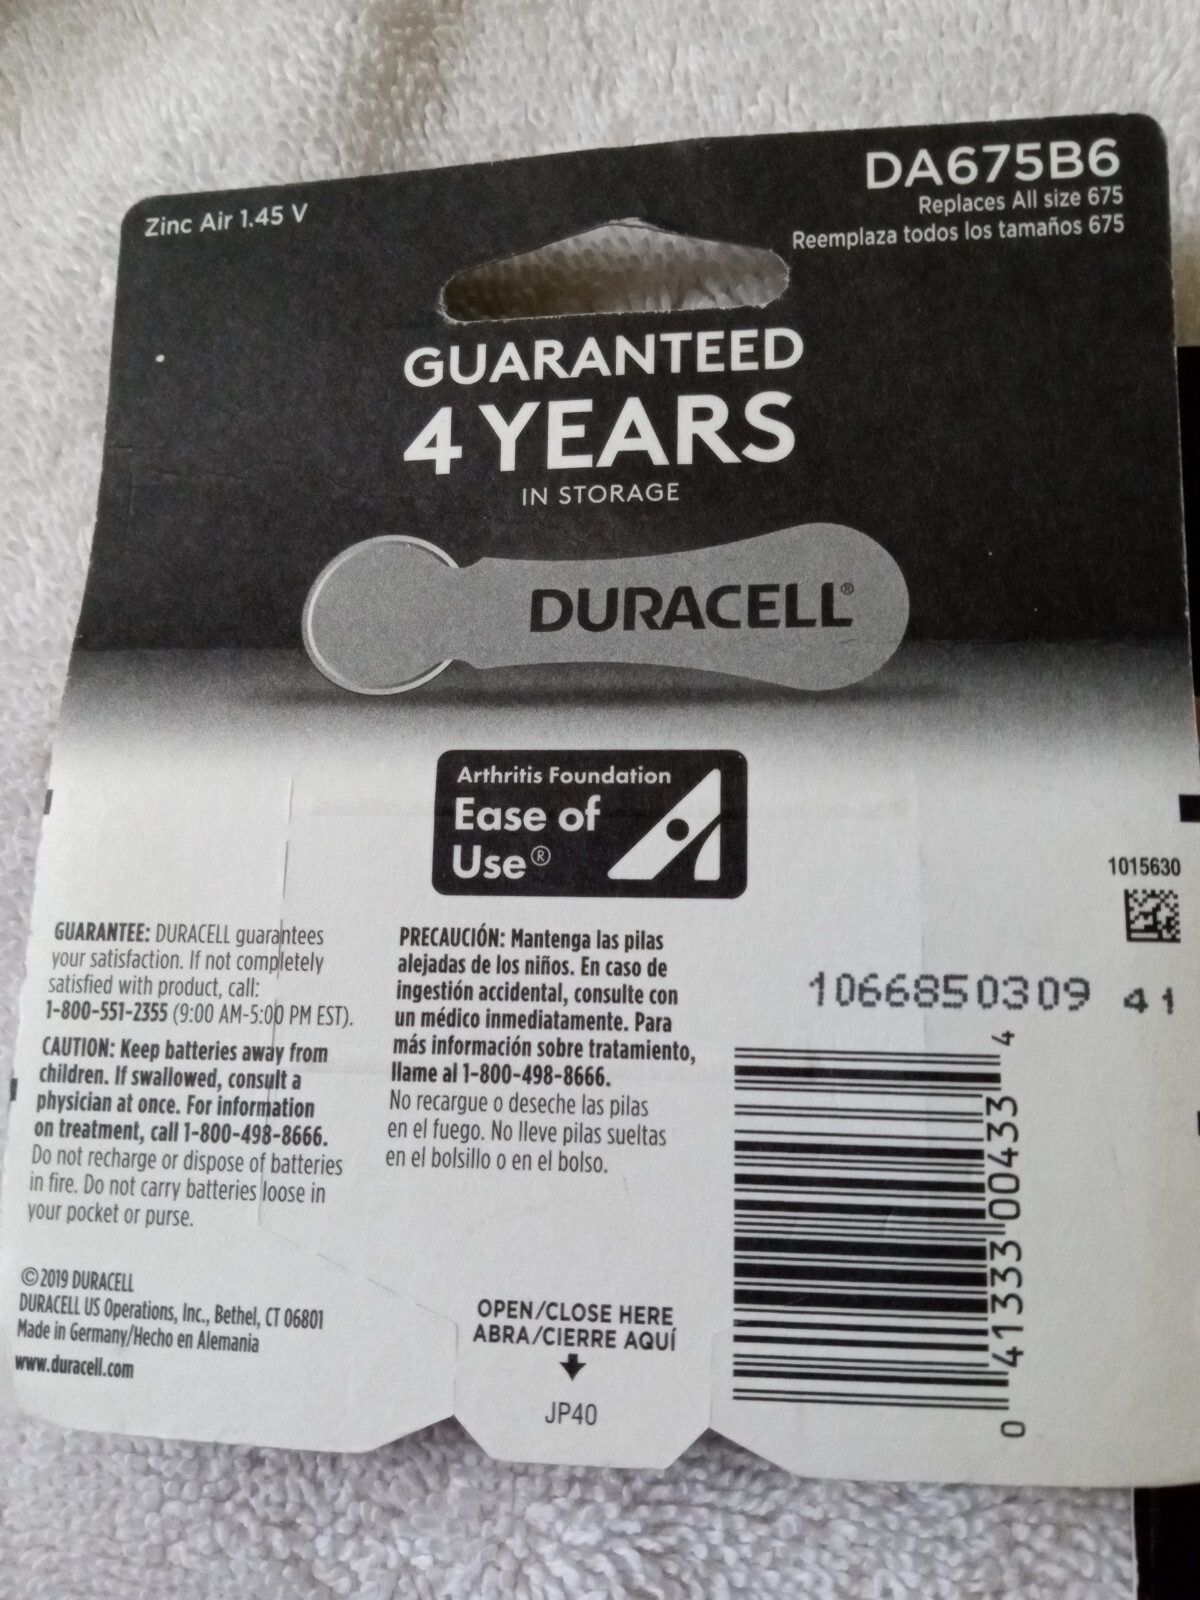 Zinc Air 1.45 V
DA675B6
Replaces All size 675
Reemplaza todos los tamaños 675
GUARANTEED
4 YEARS
IN STORAGE
DURACELL®
Arthritis Foundation
Ease of
Use®
1015630
GUARANTEE: DURACELL guarantees
your satisfaction. If not completely
satisfied with product, call:
1-800-551-2355 (9:00 AM-5:00 PM EST).
CAUTION: Keep batteries away from
children. If swallowed, consult a
physician at once. For information
on treatment, call 1-800-498-8666.
Do not recharge or dispose of batteries
in fire. Do not carry batteries loose in
your pocket or purse.
©2019 DURACELL
DURACELL US Operations, Inc., Bethel, CT 06801
Made in Germany/Hecho en Alemania
www.duracell.com
PRECAUCIÓN: Mantenga las pilas
alejadas de los niños. En caso de
ingestión accidental, consulte con
un médico inmediatamente. Para
más información sobre tratamiento,
llame al 1-800-498-8666.
No recargue o deseche las pilas
en el fuego. No lleve pilas sueltas
en el bolsillo o en el bolso.
OPEN/CLOSE HERE
ABRA/CIERRE AQUÍ
JP40
1066850309 41
0 41333 00433 4